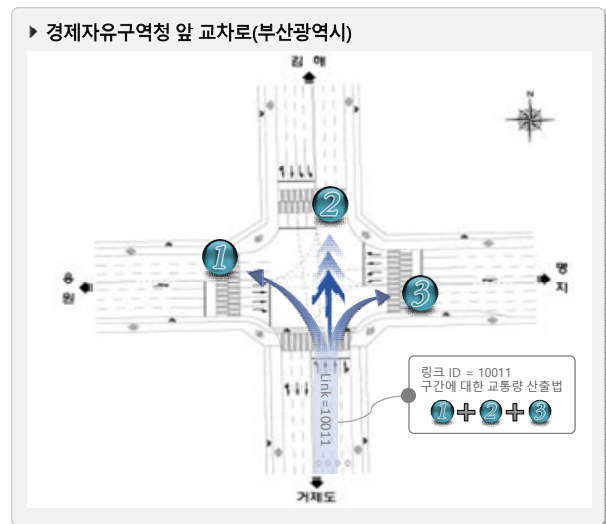 경제자유구역청 앞 교차로(부산광역시)
김 해
N
2
1
용원
명지
3
링크 ID = 10011
구간에 대한 교통량 산출법
1 + 2 + 3
Link =10011
거제도